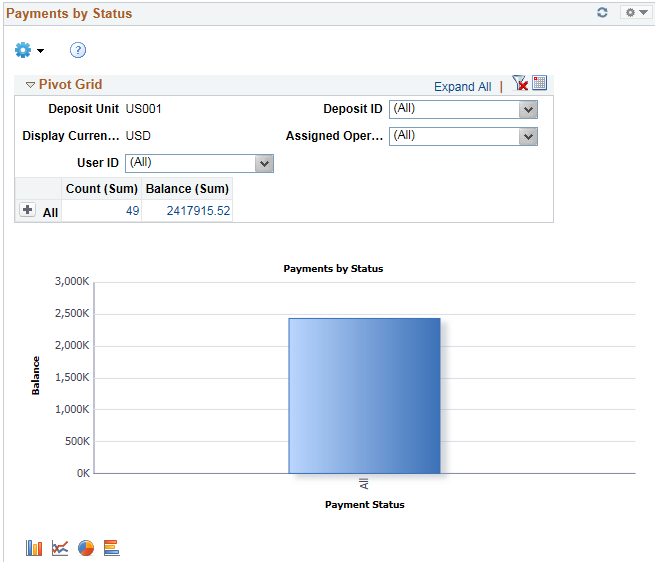 Payments by Status
?
Pivot Grid
Expand All |
Deposit Unit US001 Deposit ID (All)
Display Curren... USD Assigned Oper... (All)
User ID (All)
Count (Sum) Balance (Sum)
All 49 2417915.52
Payments by Status
3,000K
2,500K
2,000K
1,500K
1,000K
500K
0K
Balance
All
Payment Status